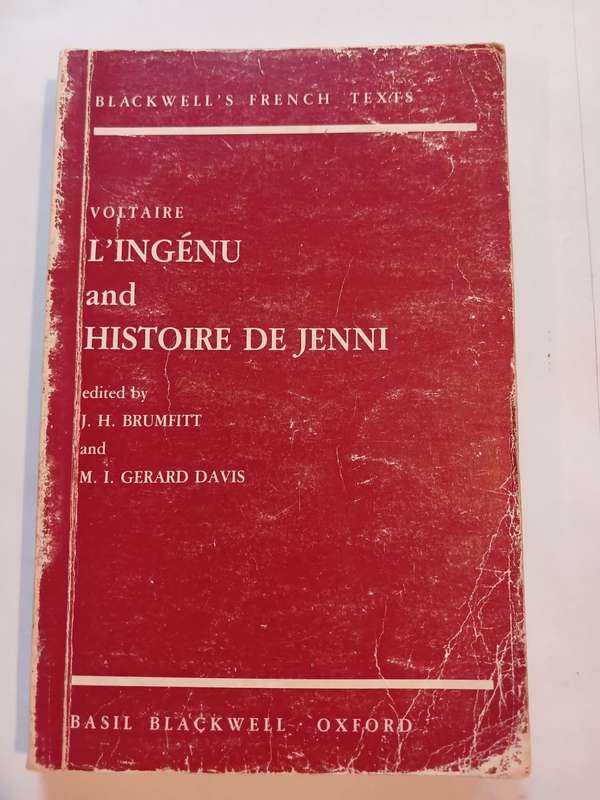 BLACKWELL'S FRENCH TEXTS
VOLTAIRE
L'INGÉNU
and
HISTOIRE DE JENNI
edited by
J. H. BRUMFITT
and
M. I. GERARD DAVIS
BASIL BLACKWELL · OXFORD